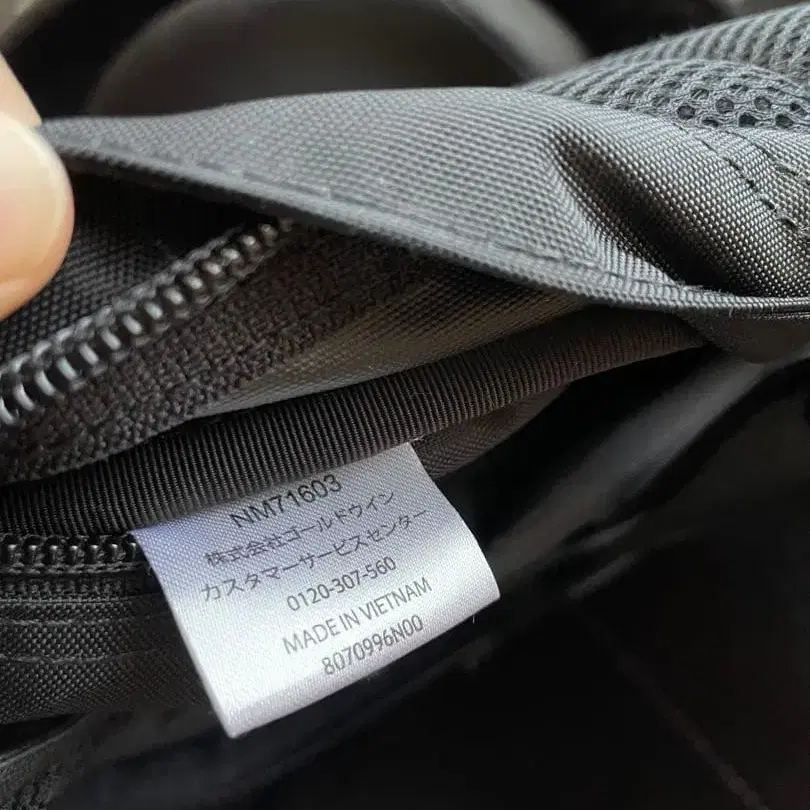 NM71603
株式会社ゴールドウイン
カスタマーサービスセンター
0120-307-560
MADE IN VIETNAM
8070996N00